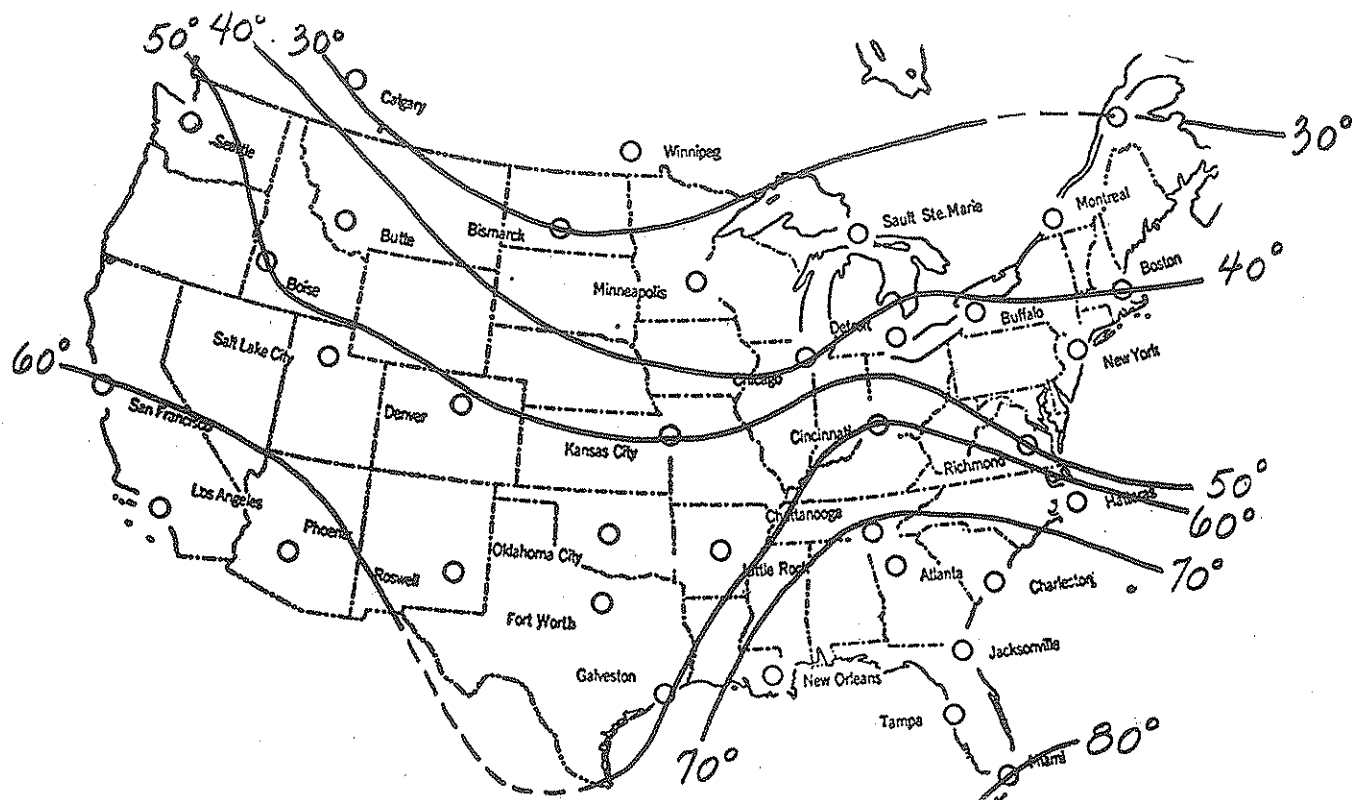 50° 40° 30°
Calgary
Winnipeg
30°
Seattle
Sault Ste. Marie
Montreal
Butte
Bismarck
Boston
40°
Boise
Minneapolis
Buffalo
Detroit
Salt Lake City
New York
60°
Chicago
San Francisco
Denver
Cincinnati
Kansas City
Richmond
50°
Los Angeles
Hatteras
60°
Chattanooga
Phoenix
Oklahoma City
70°
Roswell
Little Rock
Atlanta
Charleston
Fort Worth
Jacksonville
Galveston
New Orleans
Tampa
70°
80°
Miami